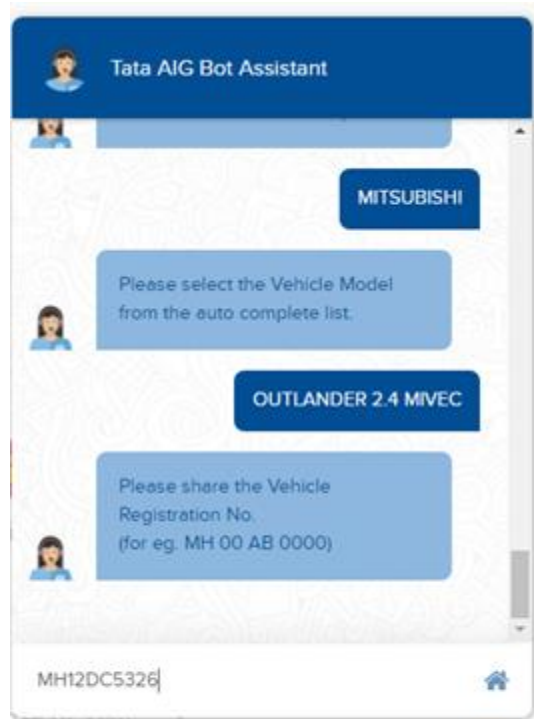 Tata AIG Bot Assistant
MITSUBISHI
Please select the Vehicle Model
from the auto complete list.
OUTLANDER 2.4 MIVEC
Please share the Vehicle
Registration No.
(for eg. MH 00 AB 0000)
MH12DC5326